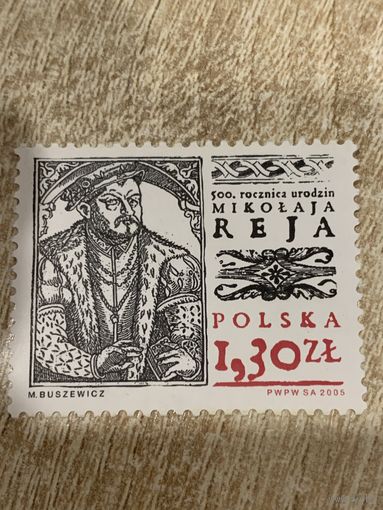 500. rocznica urodzin
MIKOŁAJA
REJA
POLSKA
1,30 ZŁ
M. BUSZEWICZ
PWPW SA 2005